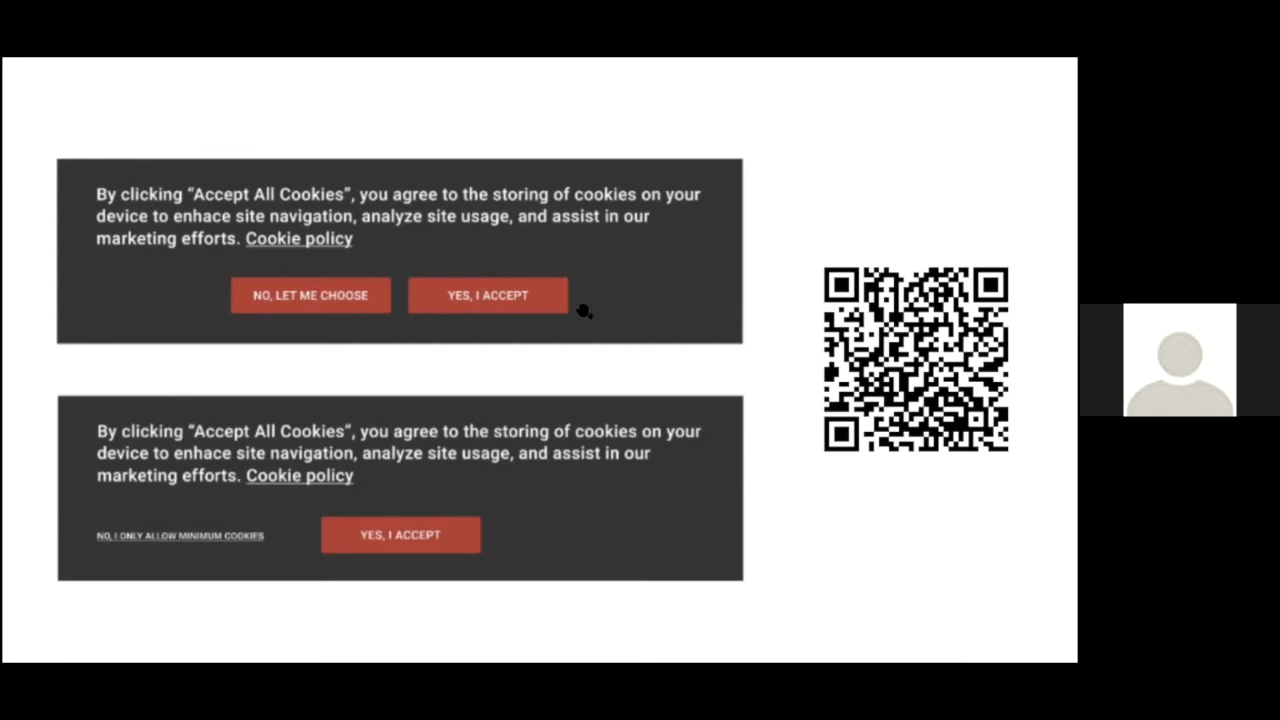 By clicking “Accept All Cookies”, you agree to the storing of cookies on your
device to enhace site navigation, analyze site usage, and assist in our
marketing efforts. Cookie policy
NO, LET ME CHOOSE YES, I ACCEPT
By clicking “Accept All Cookies”, you agree to the storing of cookies on your
device to enhace site navigation, analyze site usage, and assist in our
marketing efforts. Cookie policy
NO, I ONLY ALLOW MINIMUM COOKIES YES, I ACCEPT